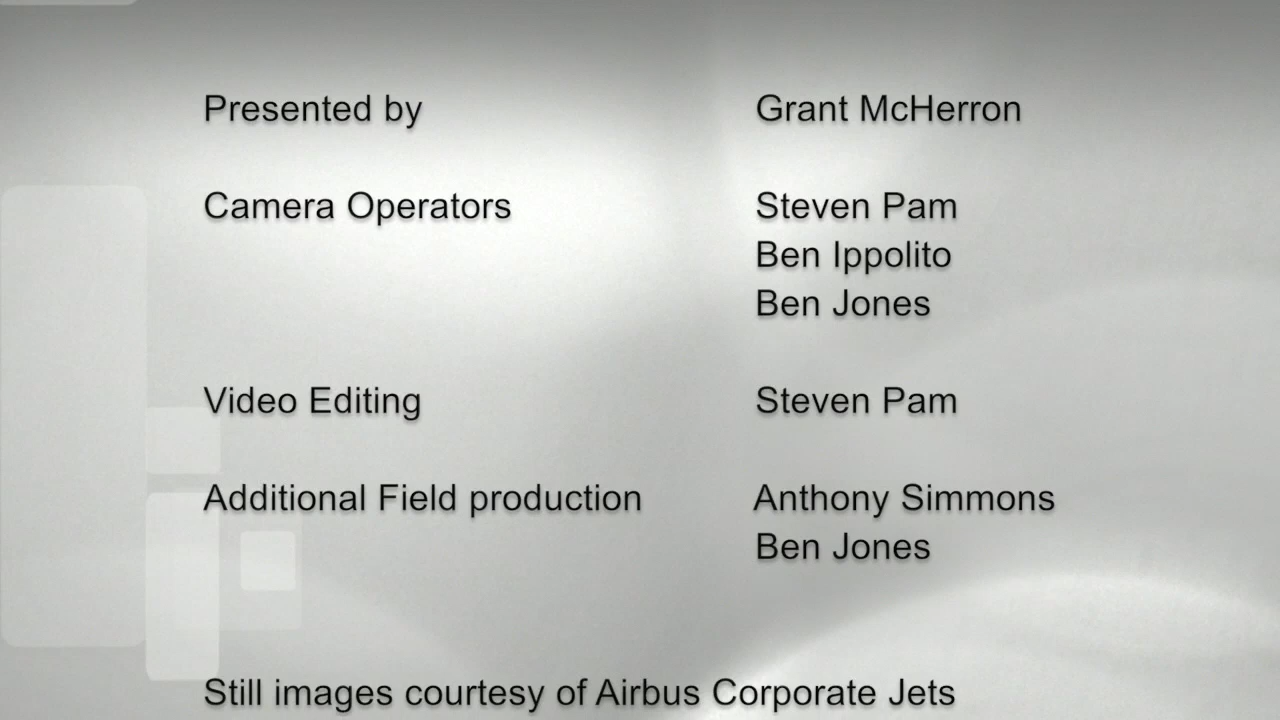 Presented by Grant McHerron
Camera Operators Steven Pam
Ben Ippolito
Ben Jones
Video Editing Steven Pam
Additional Field production Anthony Simmons
Ben Jones
Still images courtesy of Airbus Corporate Jets